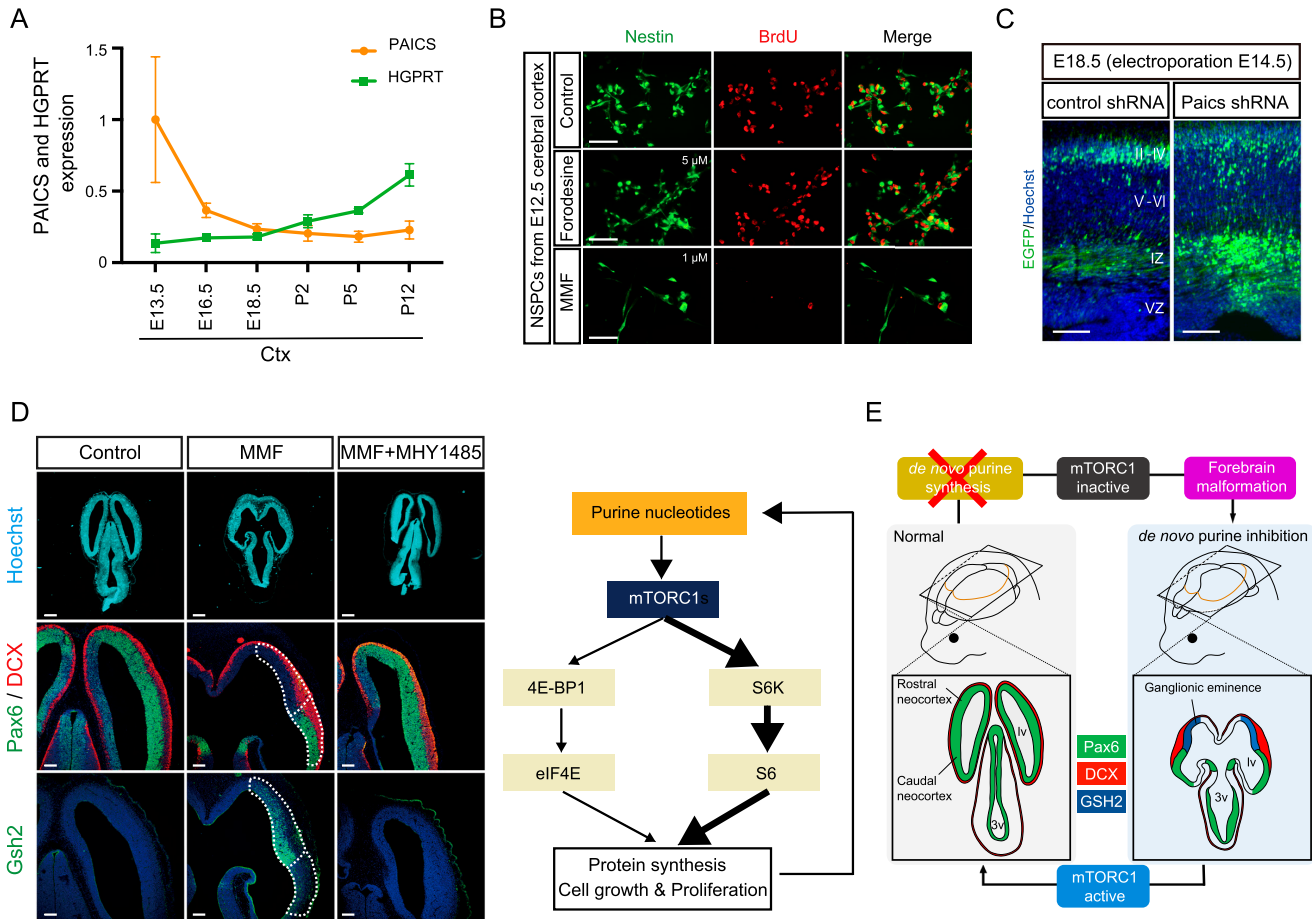 A
1.5
1
0.5
0
PAICS and HGPRT
expression
PAICS
HGPRT
E13.5
E16.5
E18.5
P2
P5
P12
Ctx
B
Nestin
BrdU
Merge
NSPCs from E12.5 cerebral cortex
Control
Forodesine
5 µM
MMF
1 µM
C
E18.5 (electroporation E14.5)
control shRNA
Paics shRNA
EGFP/Hoechst
II-IV
V-VI
IZ
VZ
D
Control
MMF
MMF+MHY1485
Hoechst
Pax6 / DCX
Gsh2
Purine nucleotides
mTORC1s
4E-BP1
S6K
eIF4E
S6
Protein synthesis
Cell growth & Proliferation
E
de novo purine
synthesis
mTORC1
inactive
Forebrain
malformation
Normal
de novo purine inhibition
Rostral
neocortex
lv
Caudal
neocortex
3v
Pax6
DCX
GSH2
Ganglionic eminence
lv
3v
mTORC1
active